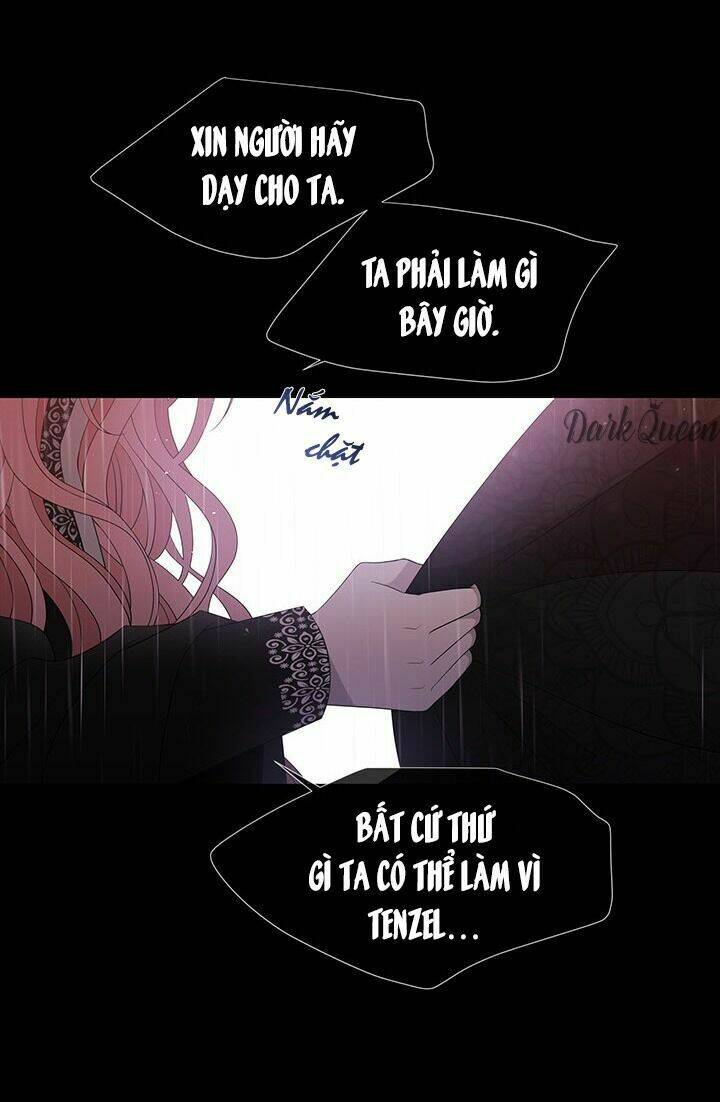 XIN NGƯỜI HÃY
DẠY CHO TA.
TA PHẢI LÀM GÌ
BÂY GIỜ.
Nắm
chặt
Dark Queen
BẤT CỨ THỨ
GÌ TA CÓ THỂ LÀM VÌ
TENZEL...